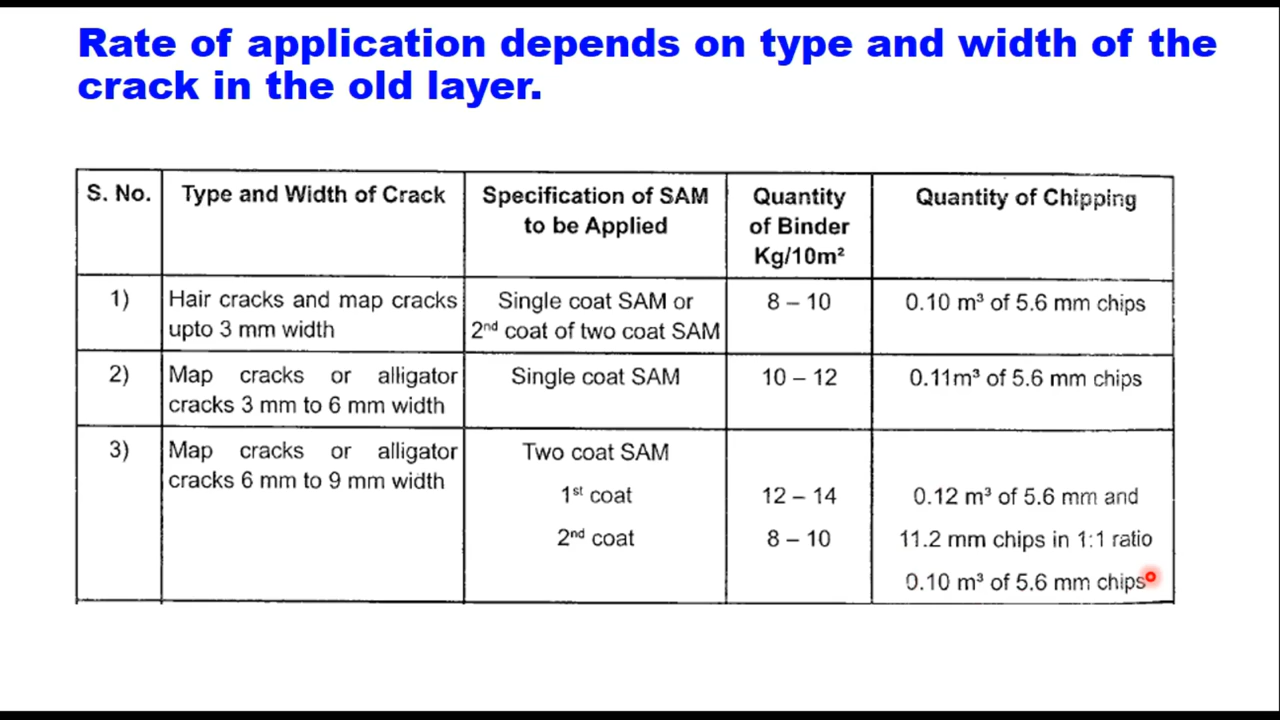 Rate of application depends on type and width of the
crack in the old layer.
S. No.
Type and Width of Crack
Specification of SAM
to be Applied
Quantity
of Binder
Kg/10m²
Quantity of Chipping
1)
Hair cracks and map cracks
upto 3 mm width
Single coat SAM or
2nd coat of two coat SAM
8 – 10
0.10 m³ of 5.6 mm chips
2)
Map cracks or alligator
cracks 3 mm to 6 mm width
Single coat SAM
10 – 12
0.11m³ of 5.6 mm chips
3)
Map cracks or alligator
cracks 6 mm to 9 mm width
Two coat SAM
1st coat
2nd coat
12 – 14
8 – 10
0.12 m³ of 5.6 mm and
11.2 mm chips in 1:1 ratio
0.10 m³ of 5.6 mm chips